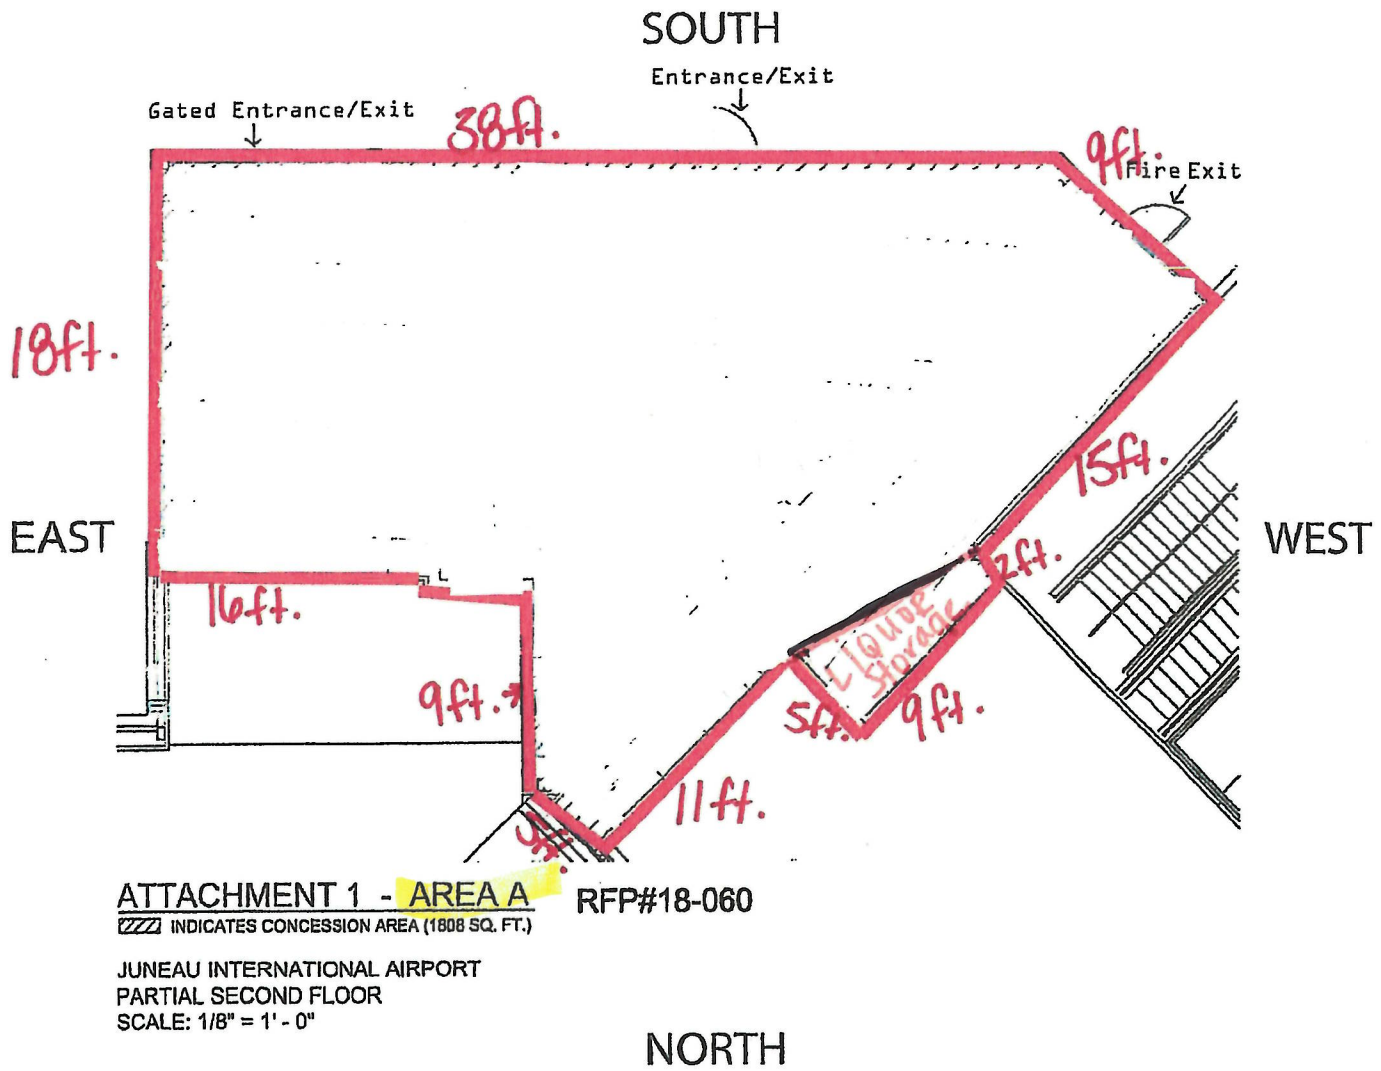 SOUTH
Entrance/Exit
Gated Entrance/Exit
38ft.
9ft.
Fire Exit
18ft.
15ft.
EAST
WEST
2ft.
16ft.
LIQUOR
Storage
9ft.
5ft.
9ft.
11ft.
ATTACHMENT 1 - AREA A
RFP#18-060
INDICATES CONCESSION AREA (1808 SQ. FT.)
JUNEAU INTERNATIONAL AIRPORT
PARTIAL SECOND FLOOR
SCALE: 1/8" = 1' - 0"
NORTH